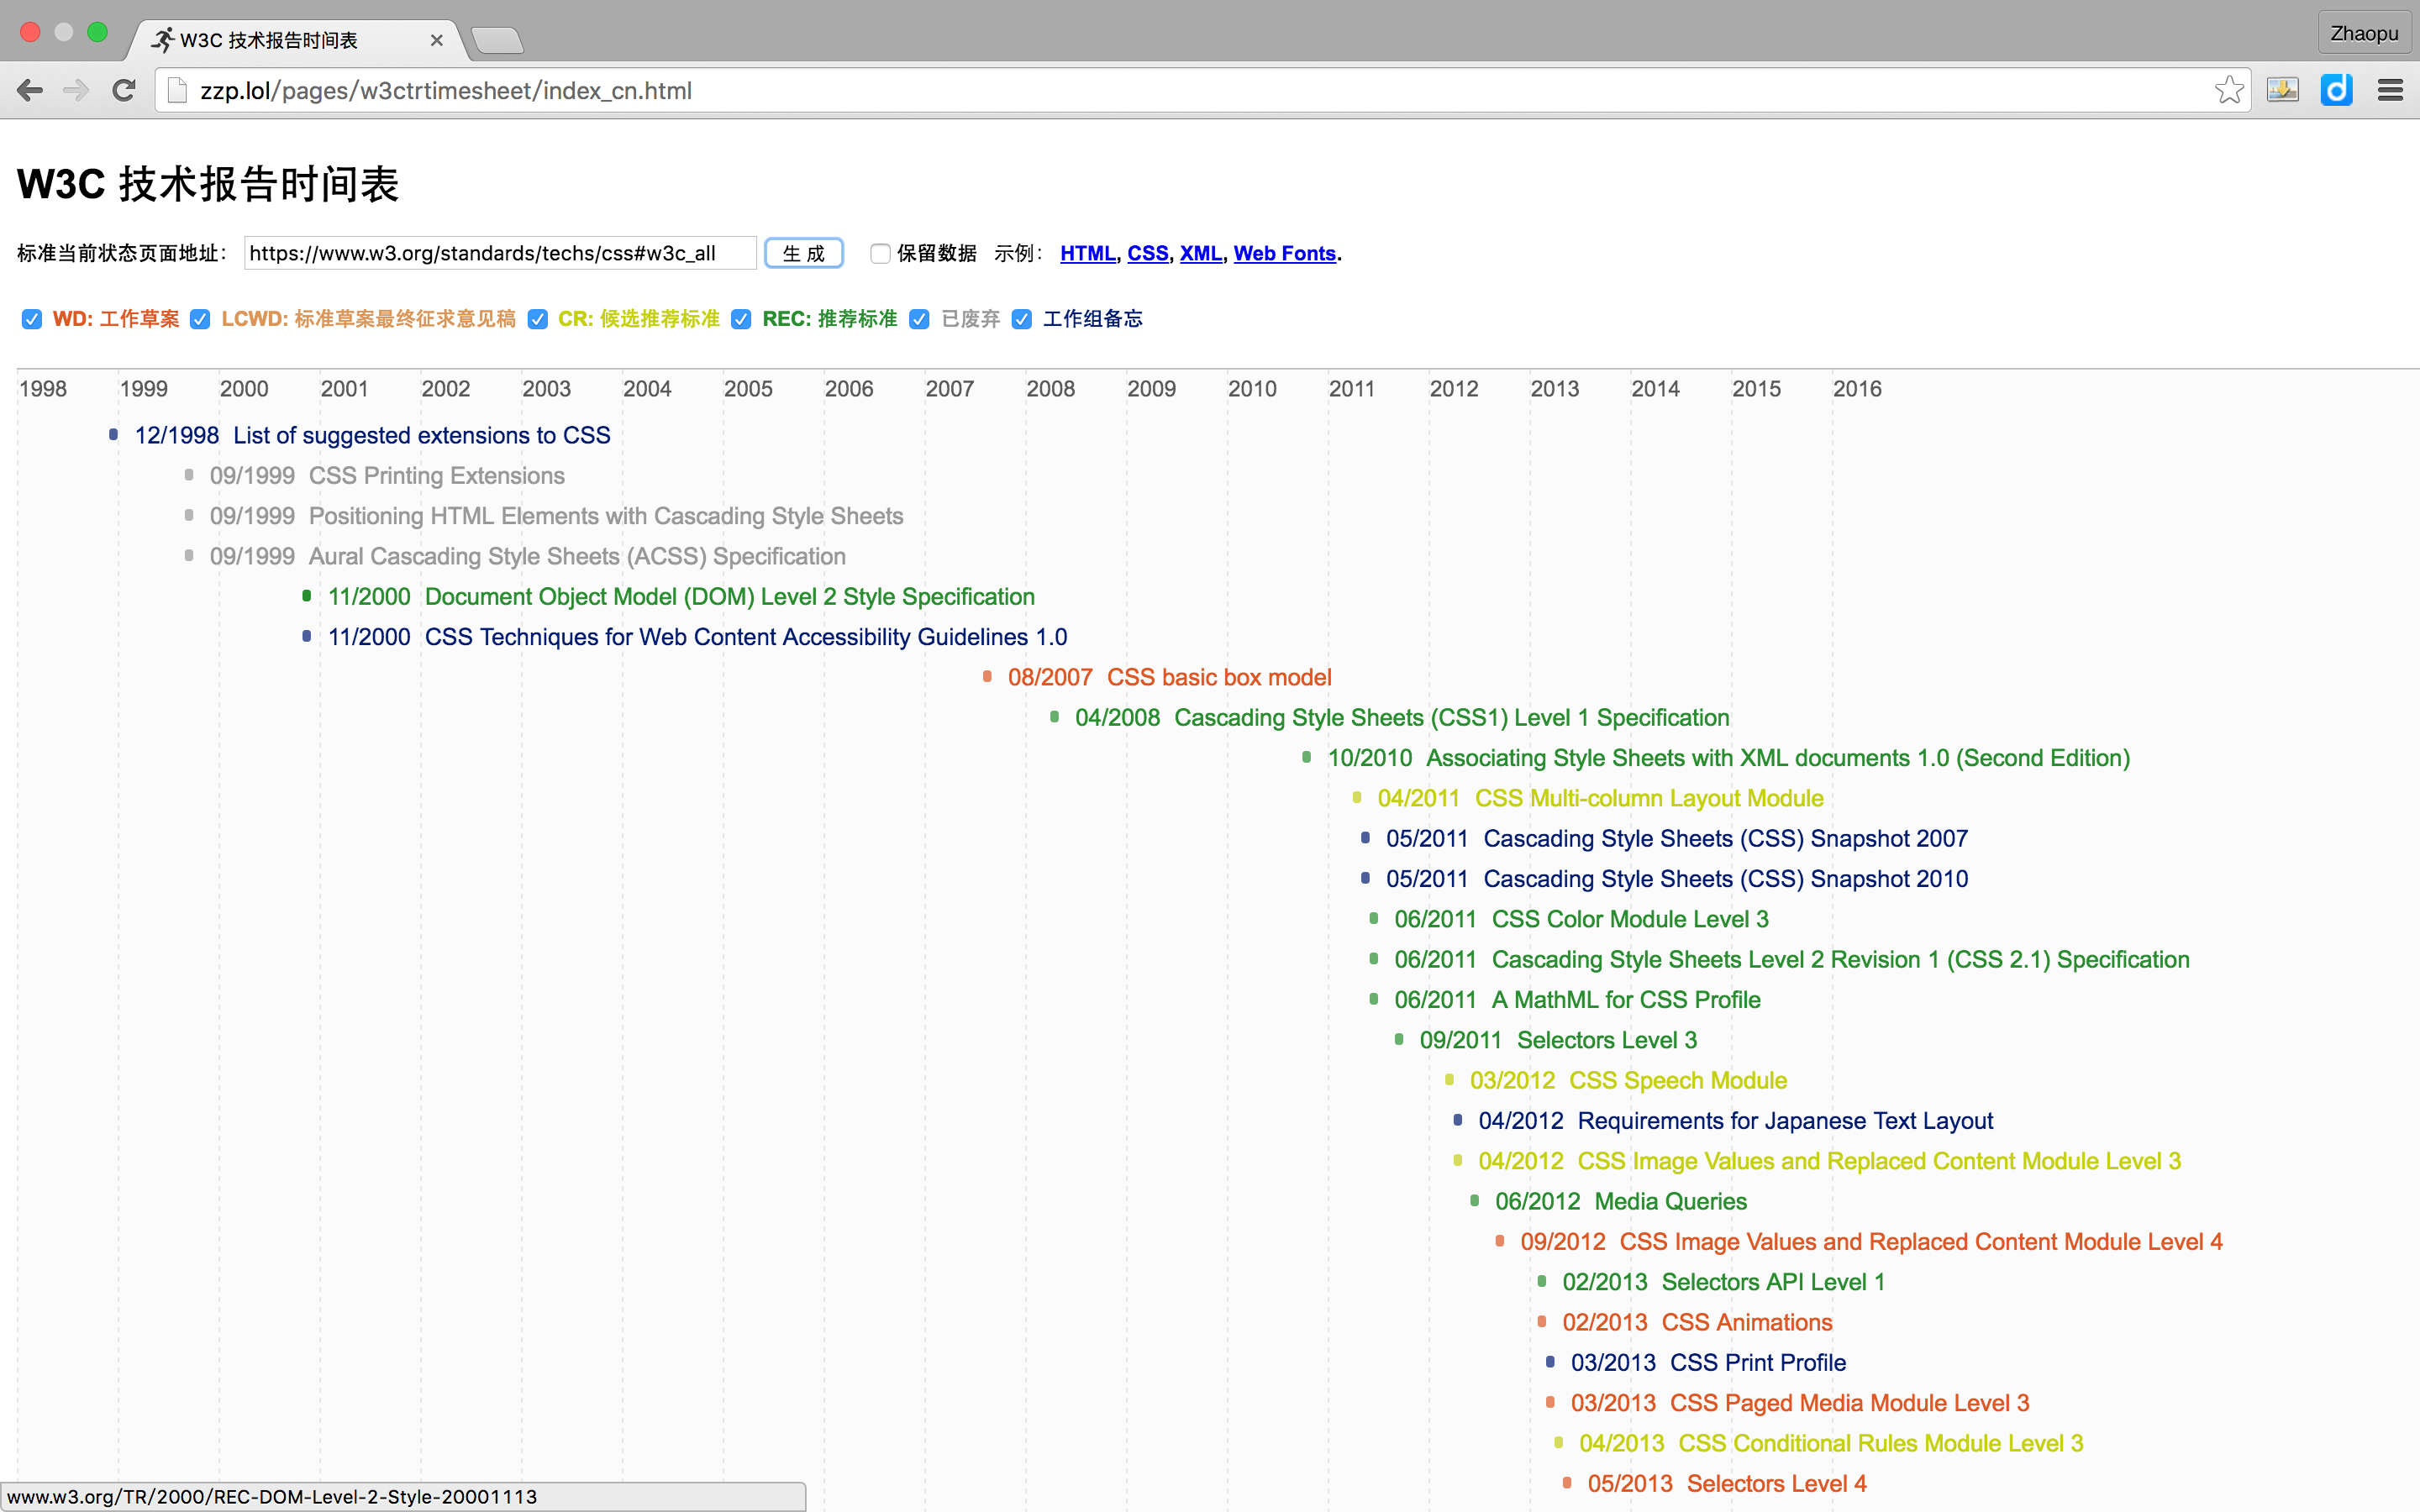 W3C 技术报告时间表
Zhaopu
zzp.lol/pages/w3ctrtimesheet/index_cn.html
W3C 技术报告时间表
标准当前状态页面地址： https://www.w3.org/standards/techs/css#w3c_all 生 成 保留数据 示例： HTML, CSS, XML, Web Fonts.
WD: 工作草案 LCWD: 标准草案最终征求意见稿 CR: 候选推荐标准 REC: 推荐标准 已废弃 工作组备忘
1998 1999 2000 2001 2002 2003 2004 2005 2006 2007 2008 2009 2010 2011 2012 2013 2014 2015 2016
12/1998 List of suggested extensions to CSS
09/1999 CSS Printing Extensions
09/1999 Positioning HTML Elements with Cascading Style Sheets
09/1999 Aural Cascading Style Sheets (ACSS) Specification
11/2000 Document Object Model (DOM) Level 2 Style Specification
11/2000 CSS Techniques for Web Content Accessibility Guidelines 1.0
08/2007 CSS basic box model
04/2008 Cascading Style Sheets (CSS1) Level 1 Specification
10/2010 Associating Style Sheets with XML documents 1.0 (Second Edition)
04/2011 CSS Multi-column Layout Module
05/2011 Cascading Style Sheets (CSS) Snapshot 2007
05/2011 Cascading Style Sheets (CSS) Snapshot 2010
06/2011 CSS Color Module Level 3
06/2011 Cascading Style Sheets Level 2 Revision 1 (CSS 2.1) Specification
06/2011 A MathML for CSS Profile
09/2011 Selectors Level 3
03/2012 CSS Speech Module
04/2012 Requirements for Japanese Text Layout
04/2012 CSS Image Values and Replaced Content Module Level 3
06/2012 Media Queries
09/2012 CSS Image Values and Replaced Content Module Level 4
02/2013 Selectors API Level 1
02/2013 CSS Animations
03/2013 CSS Print Profile
03/2013 CSS Paged Media Module Level 3
04/2013 CSS Conditional Rules Module Level 3
05/2013 Selectors Level 4
www.w3.org/TR/2000/REC-DOM-Level-2-Style-20001113